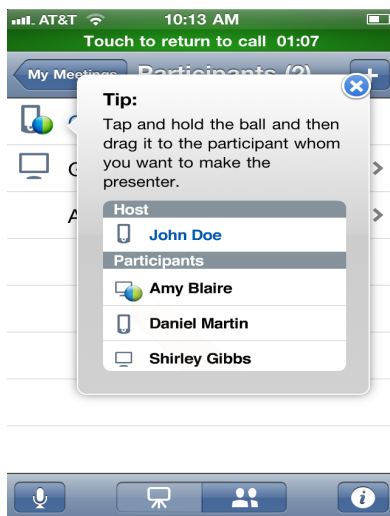 AT&T 10:13 AM
Touch to return to call 01:07
My Meetings Participants (2) +
Tip:
Tap and hold the ball and then
drag it to the participant whom
you want to make the
presenter.
Host
John Doe
Participants
Amy Blaire
Daniel Martin
Shirley Gibbs